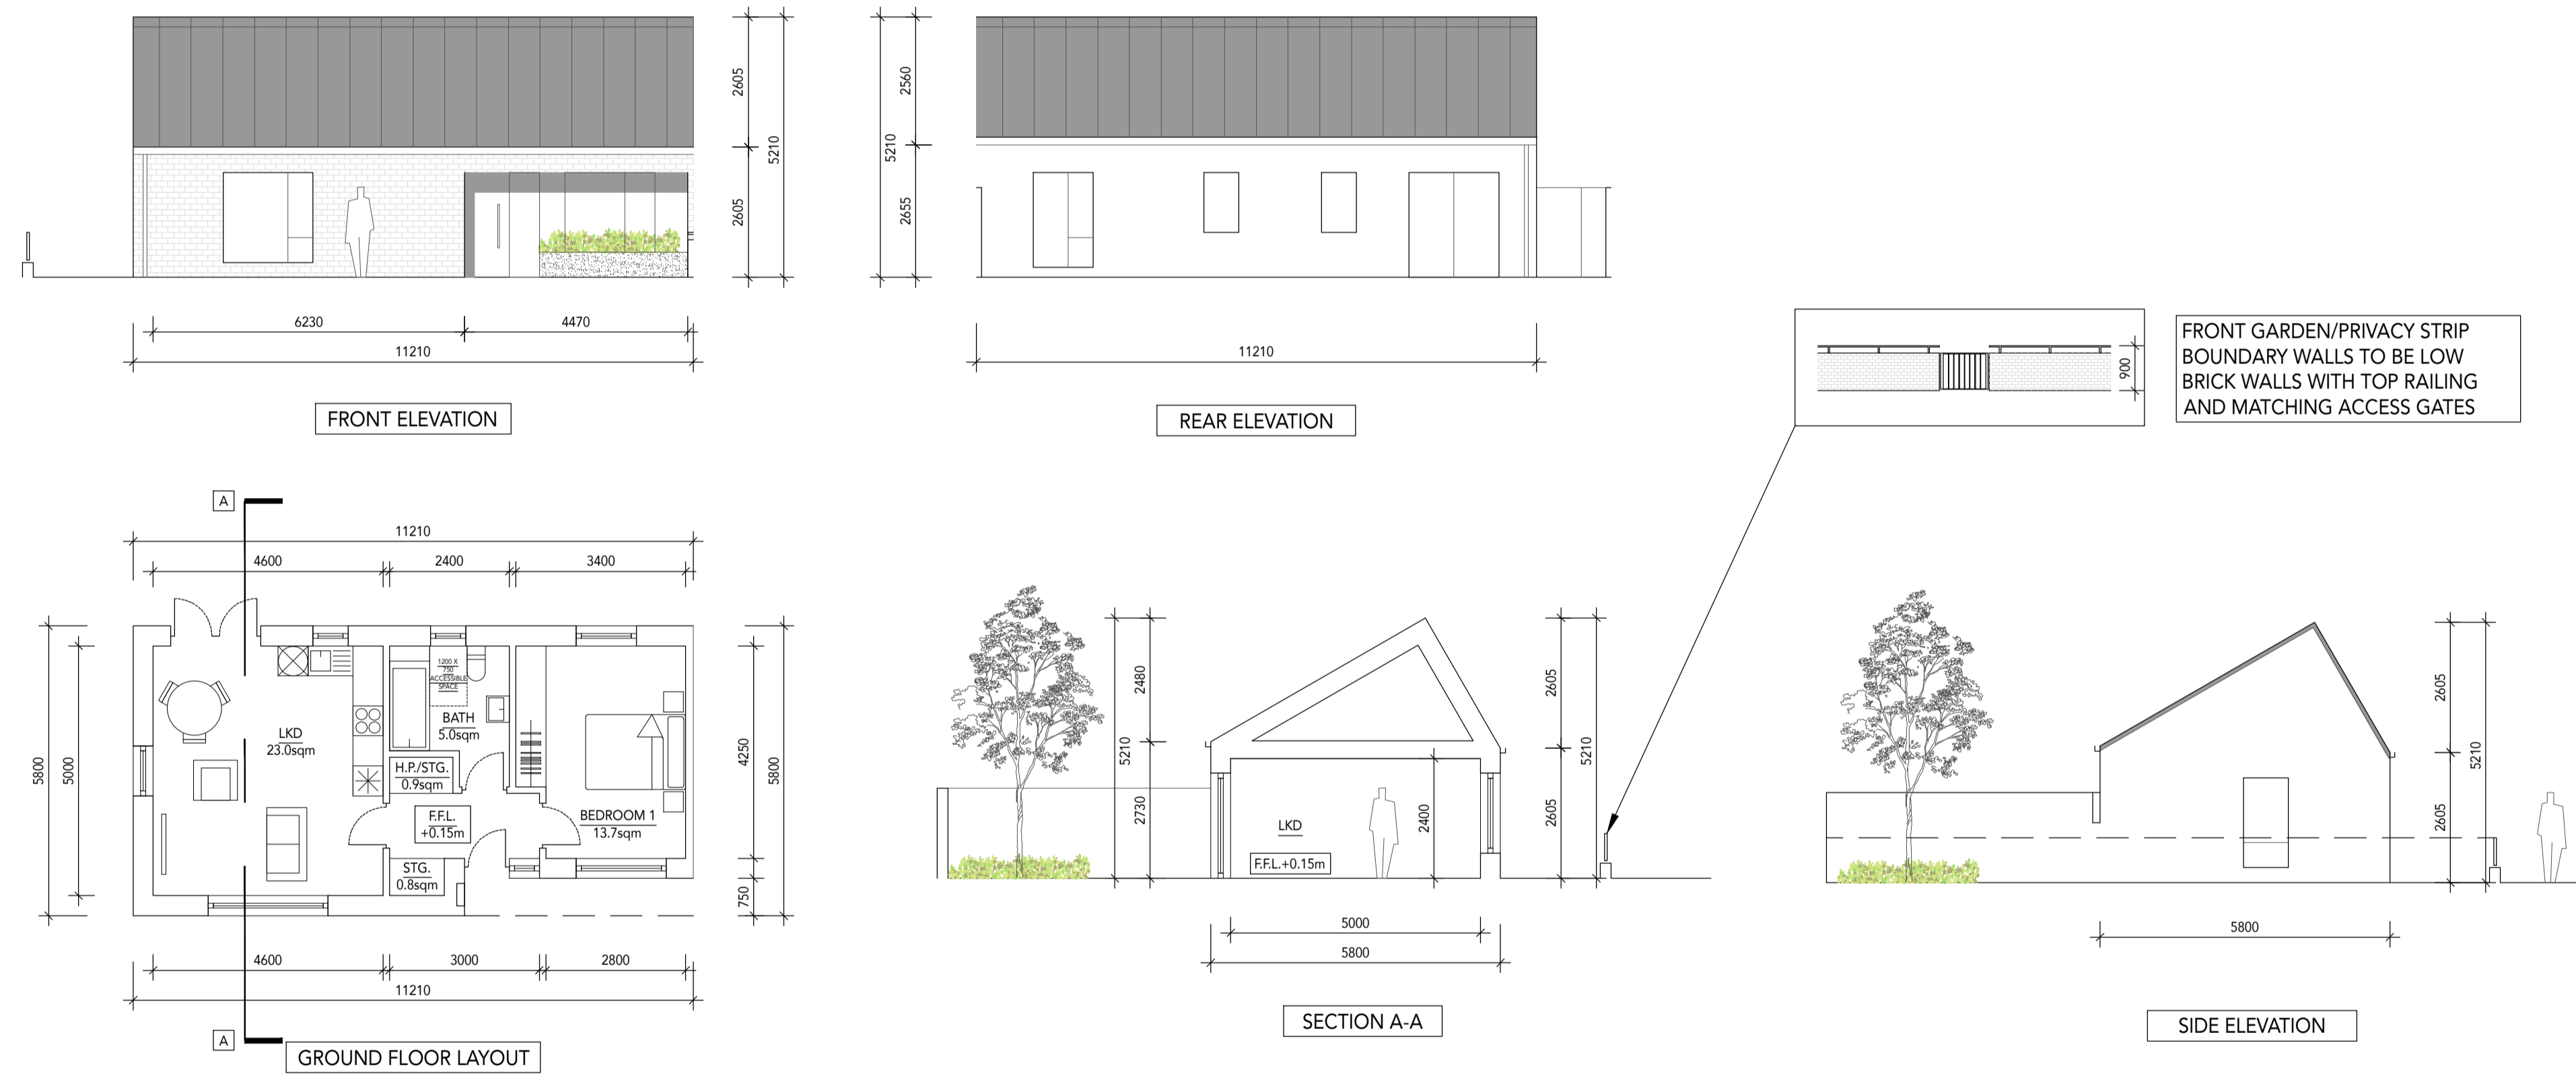 2605
2605
5210
6230
4470
11210
FRONT ELEVATION
5210
2560
2655
11210
REAR ELEVATION
900
FRONT GARDEN/PRIVACY STRIP
BOUNDARY WALLS TO BE LOW
BRICK WALLS WITH TOP RAILING
AND MATCHING ACCESS GATES
A
11210
4600
2400
3400
5800
5000
LKD
23.0sqm
1200 X
750
ACCESSIBLE
SPACE
BATH
5.0sqm
H.P./STG.
0.9sqm
F.F.L.
+0.15m
STG.
0.8sqm
BEDROOM 1
13.7sqm
4250
750
5800
4600
3000
2800
11210
A
GROUND FLOOR LAYOUT
5210
2480
2730
LKD
F.F.L.+0.15m
2400
2605
2605
5210
5000
5800
SECTION A-A
2605
2605
5210
5800
SIDE ELEVATION